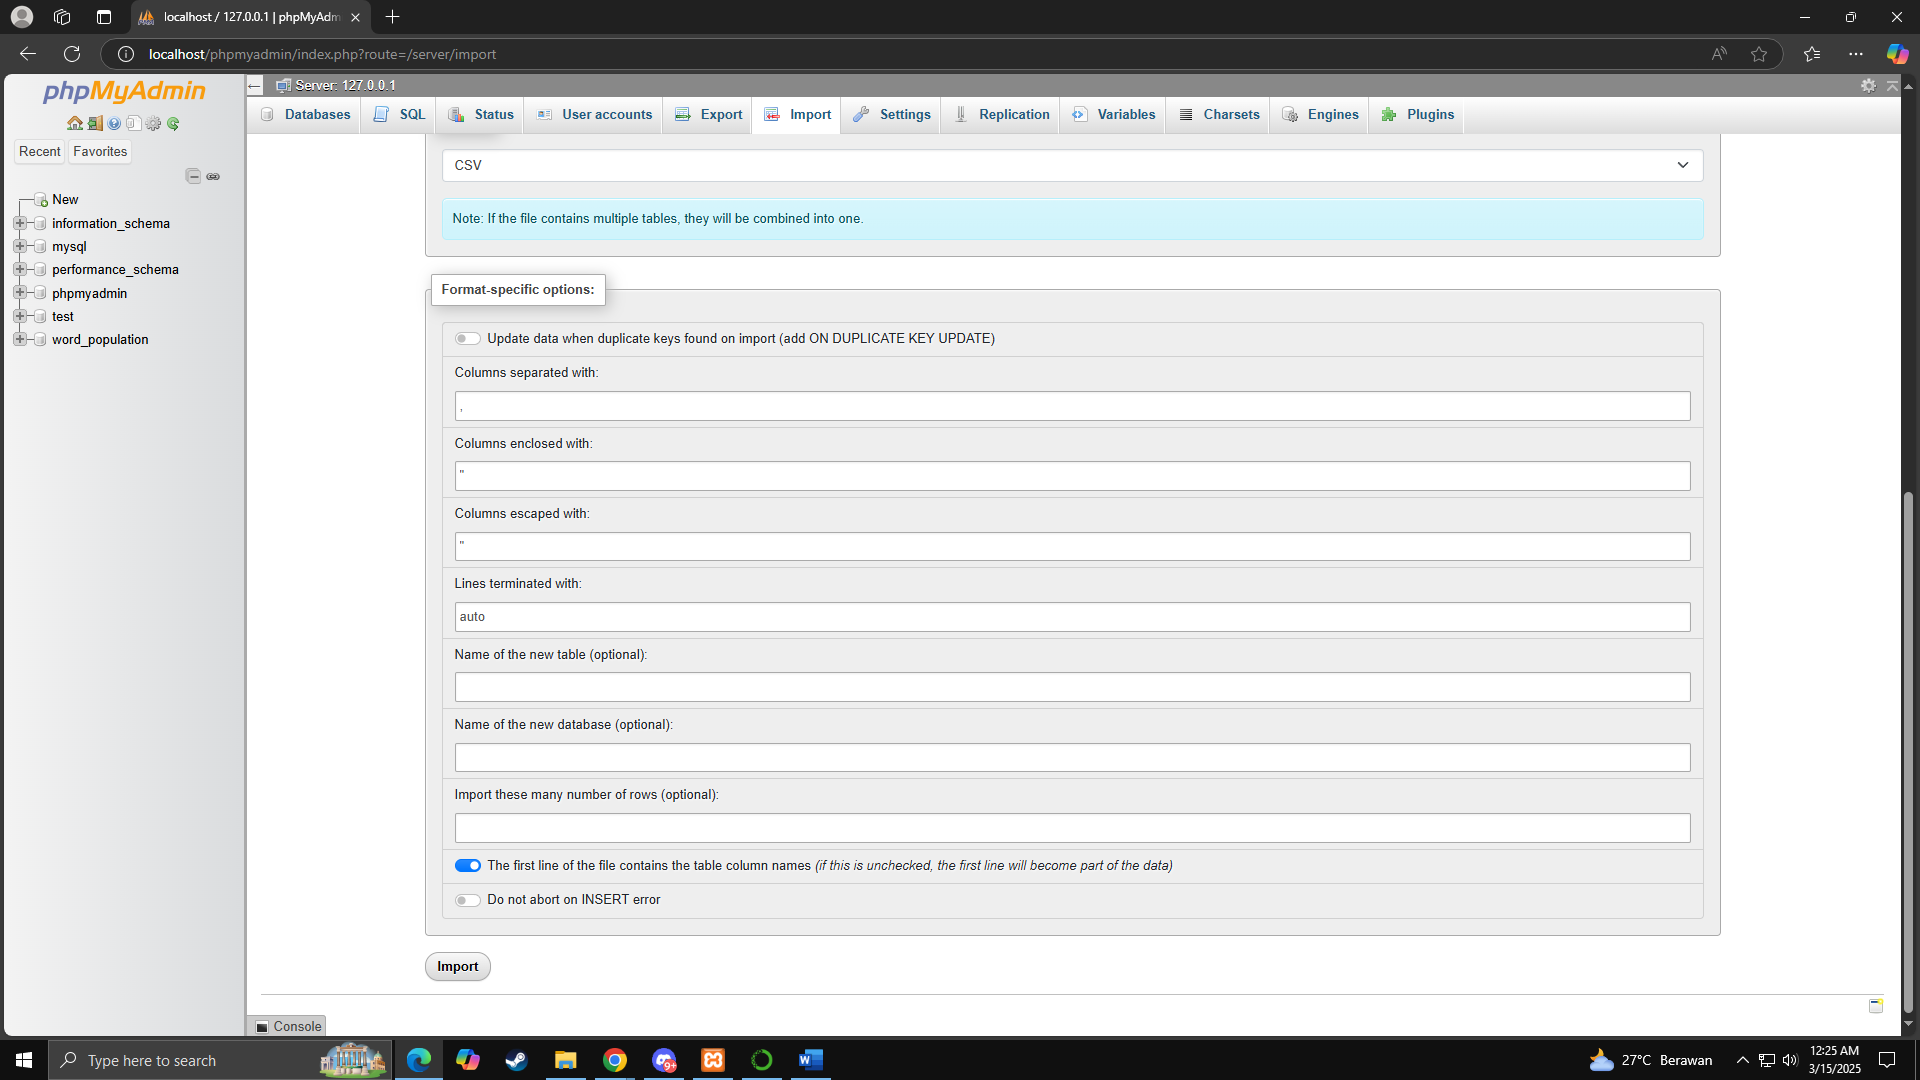 localhost / 127.0.0.1 | phpMyAdm
localhost/phpmyadmin/index.php?route=/server/import
phpMyAdmin
Recent
Favorites
New
information_schema
mysql
performance_schema
phpmyadmin
test
word_population
Server: 127.0.0.1
Databases
SQL
Status
User accounts
Export
Import
Settings
Replication
Variables
Charsets
Engines
Plugins
CSV
Note: If the file contains multiple tables, they will be combined into one.
Format-specific options:
Update data when duplicate keys found on import (add ON DUPLICATE KEY UPDATE)
Columns separated with:
,
Columns enclosed with:
"
Columns escaped with:
"
Lines terminated with:
auto
Name of the new table (optional):
Name of the new database (optional):
Import these many number of rows (optional):
The first line of the file contains the table column names (if this is unchecked, the first line will become part of the data)
Do not abort on INSERT error
Import
Console
Type here to search
9+
27°C Berawan
12:25 AM
3/15/2025